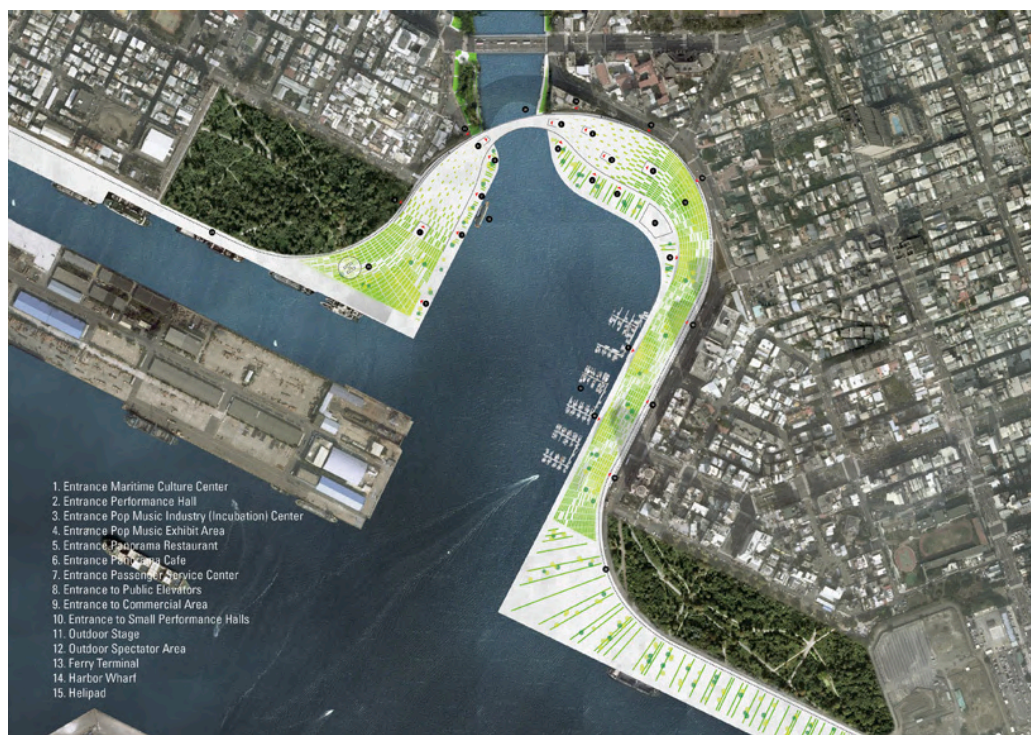 1. Entrance Maritime Culture Center
2. Entrance Performance Hall
3. Entrance Pop Music Industry (Incubation) Center
4. Entrance Pop Music Exhibit Area
5. Entrance Panorama Restaurant
6. Entrance Panorama Cafe
7. Entrance Passenger Service Center
8. Entrance to Public Elevators
9. Entrance to Commercial Area
10. Entrance to Small Performance Halls
11. Outdoor Stage
12. Outdoor Spectator Area
13. Ferry Terminal
14. Harbor Wharf
15. Helipad